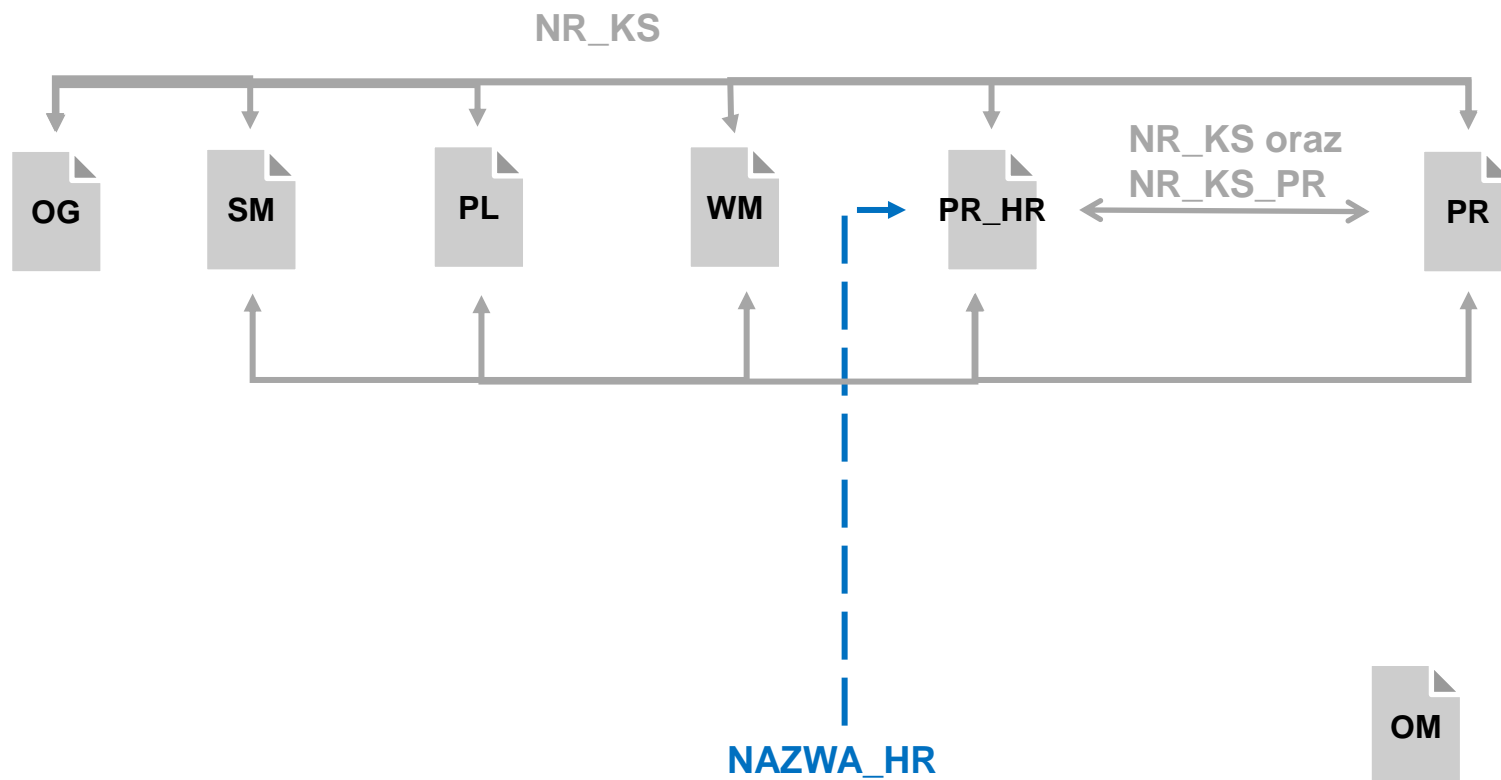 NR_KS
NR_KS oraz
NR_KS_PR
OG
SM
PL
WM
PR_HR
PR
OM
NAZWA_HR